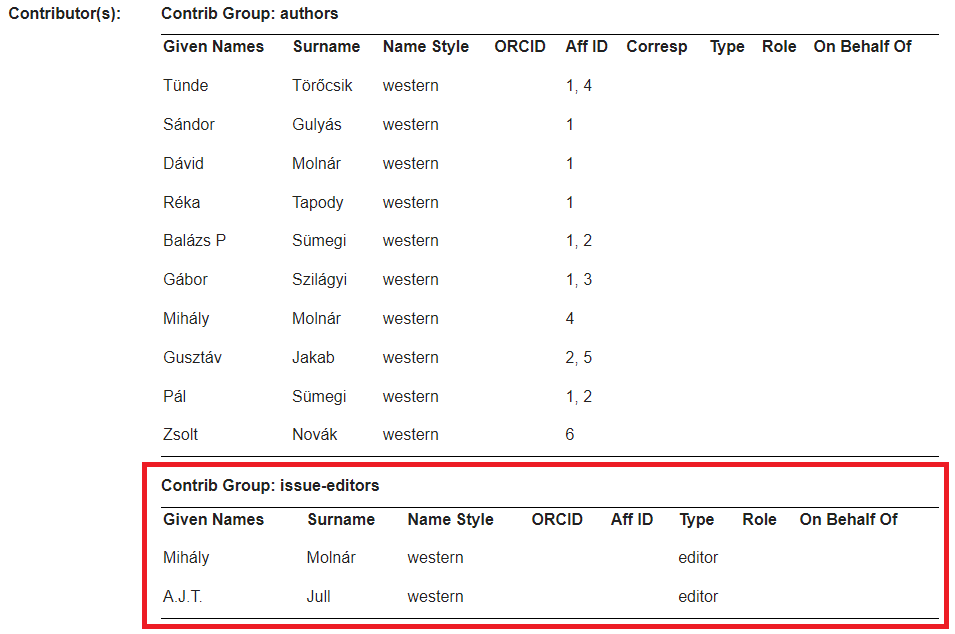 Contributor(s): Contrib Group: authors
Given Names Surname Name Style ORCID Aff ID Corresp Type Role On Behalf Of
Tünde Törőcsik western 1, 4
Sándor Gulyás western 1
Dávid Molnár western 1
Réka Tapody western 1
Balázs P Sümegi western 1, 2
Gábor Szilágyi western 1, 3
Mihály Molnár western 4
Gusztáv Jakab western 2, 5
Pál Sümegi western 1, 2
Zsolt Novák western 6
Contrib Group: issue-editors
Given Names Surname Name Style ORCID Aff ID Type Role On Behalf Of
Mihály Molnár western editor
A.J.T. Jull western editor